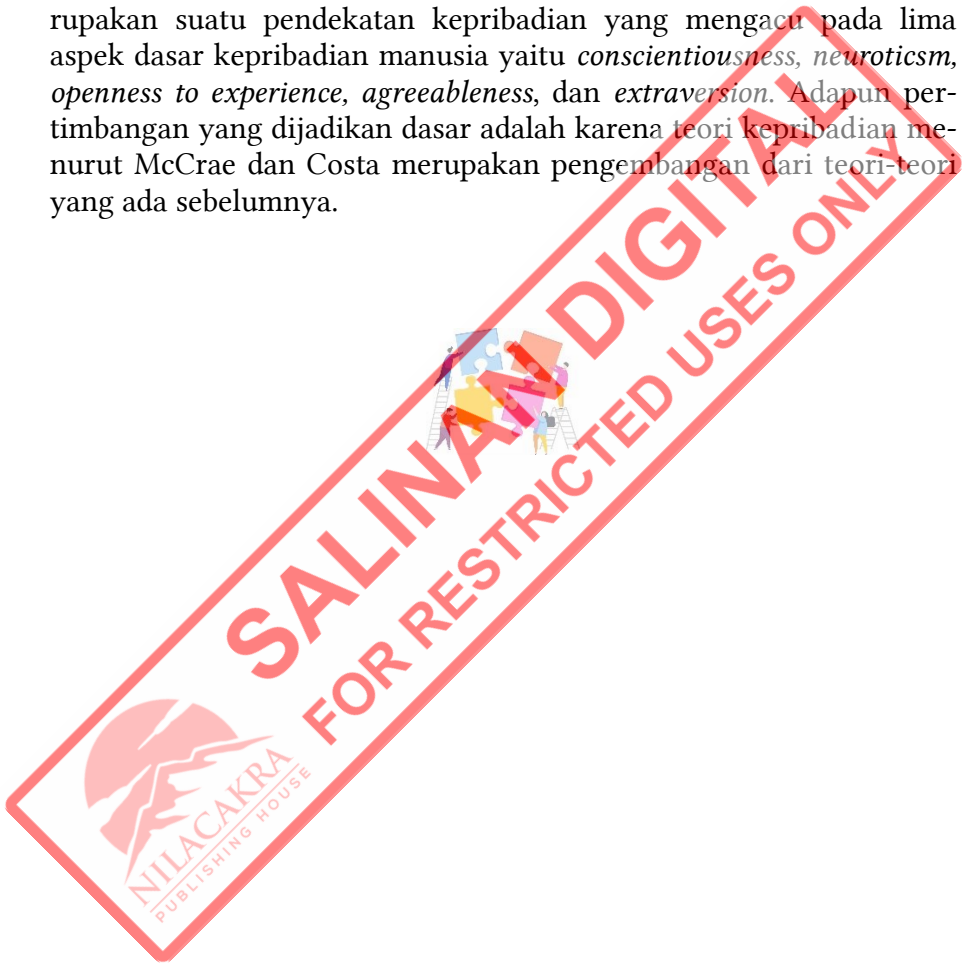 rupakan suatu pendekatan kepribadian yang mengacu pada lima
aspek dasar kepribadian manusia yaitu conscientiousness, neuroticsm,
openness to experience, agreeableness, dan extraversion. Adapun per-
timbangan yang dijadikan dasar adalah karena teori kepribadian me-
nurut McCrae dan Costa merupakan pengembangan dari teori-teori
yang ada sebelumnya.
SALINAN DIGITAL
FOR RESTRICTED USES ONLY
NILACAKRA
PUBLISHING HOUSE